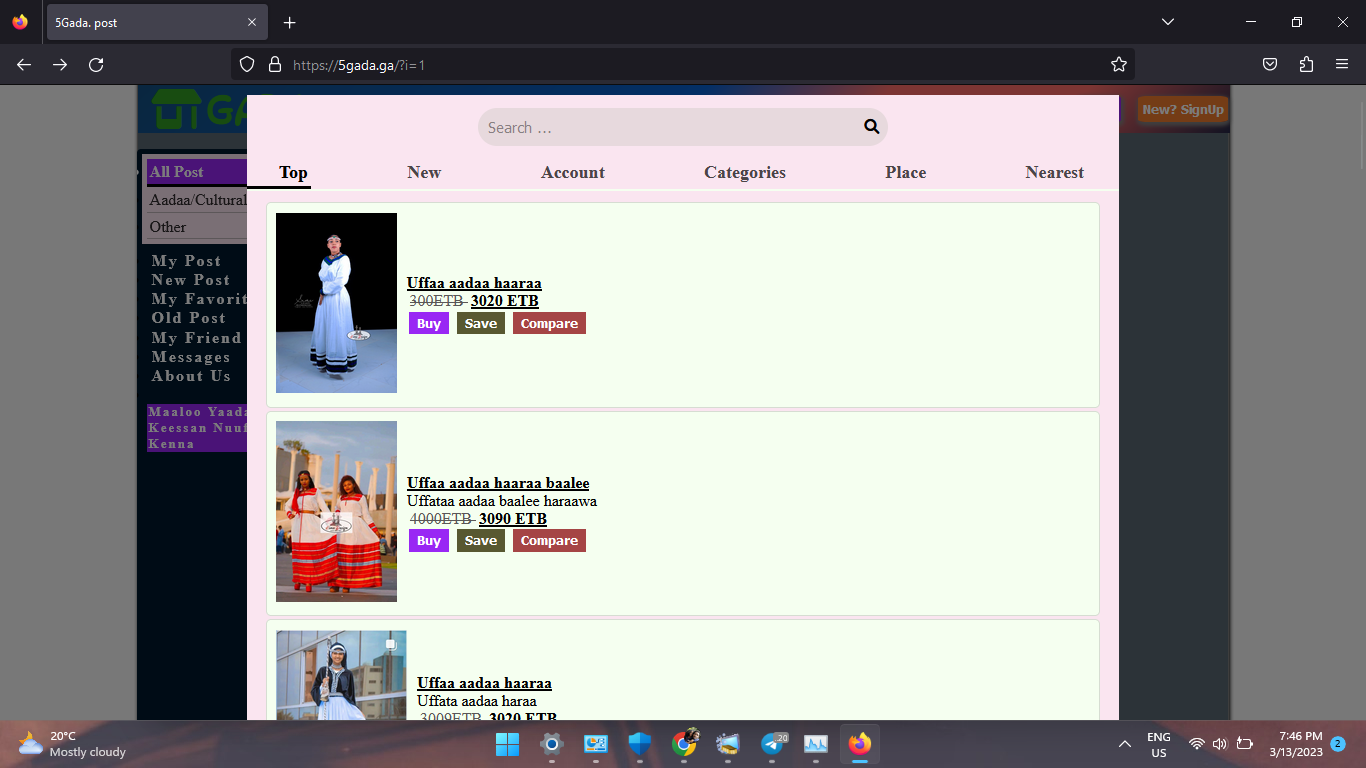 5Gada. post
https://5gada.ga/?i=1
GA
New? SignUp
Search ...
Top New Account Categories Place Nearest
All Post
Aadaa/Cultural
Other
My Post
New Post
My Favorit
Old Post
My Friend
Messages
About Us
Maaloo Yaada
Keessan Nuuf
Kenna
Uffaa aadaa haaraa
300ETB 3020 ETB
Buy Save Compare
Uffaa aadaa haaraa baalee
Uffataa aadaa baalee haraawa
4000ETB 3090 ETB
Buy Save Compare
Uffaa aadaa haaraa
Uffata aadaa haraa
3009ETB 3020 ETB
20°C
Mostly cloudy
20
ENG
US
7:46 PM
3/13/2023
2